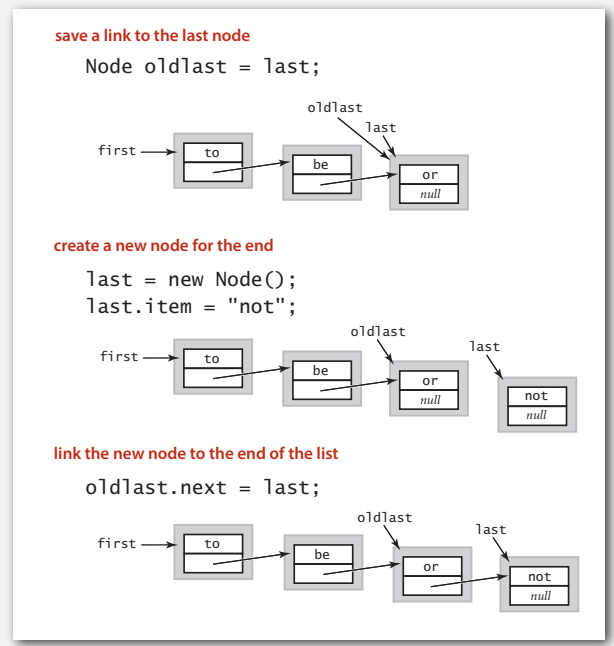 save a link to the last node
Node oldlast = last;
oldlast
last
first
to
be
or
null
create a new node for the end
last = new Node();
last.item = "not";
oldlast
last
first
to
be
or
null
not
null
link the new node to the end of the list
oldlast.next = last;
oldlast
last
first
to
be
or
not
null